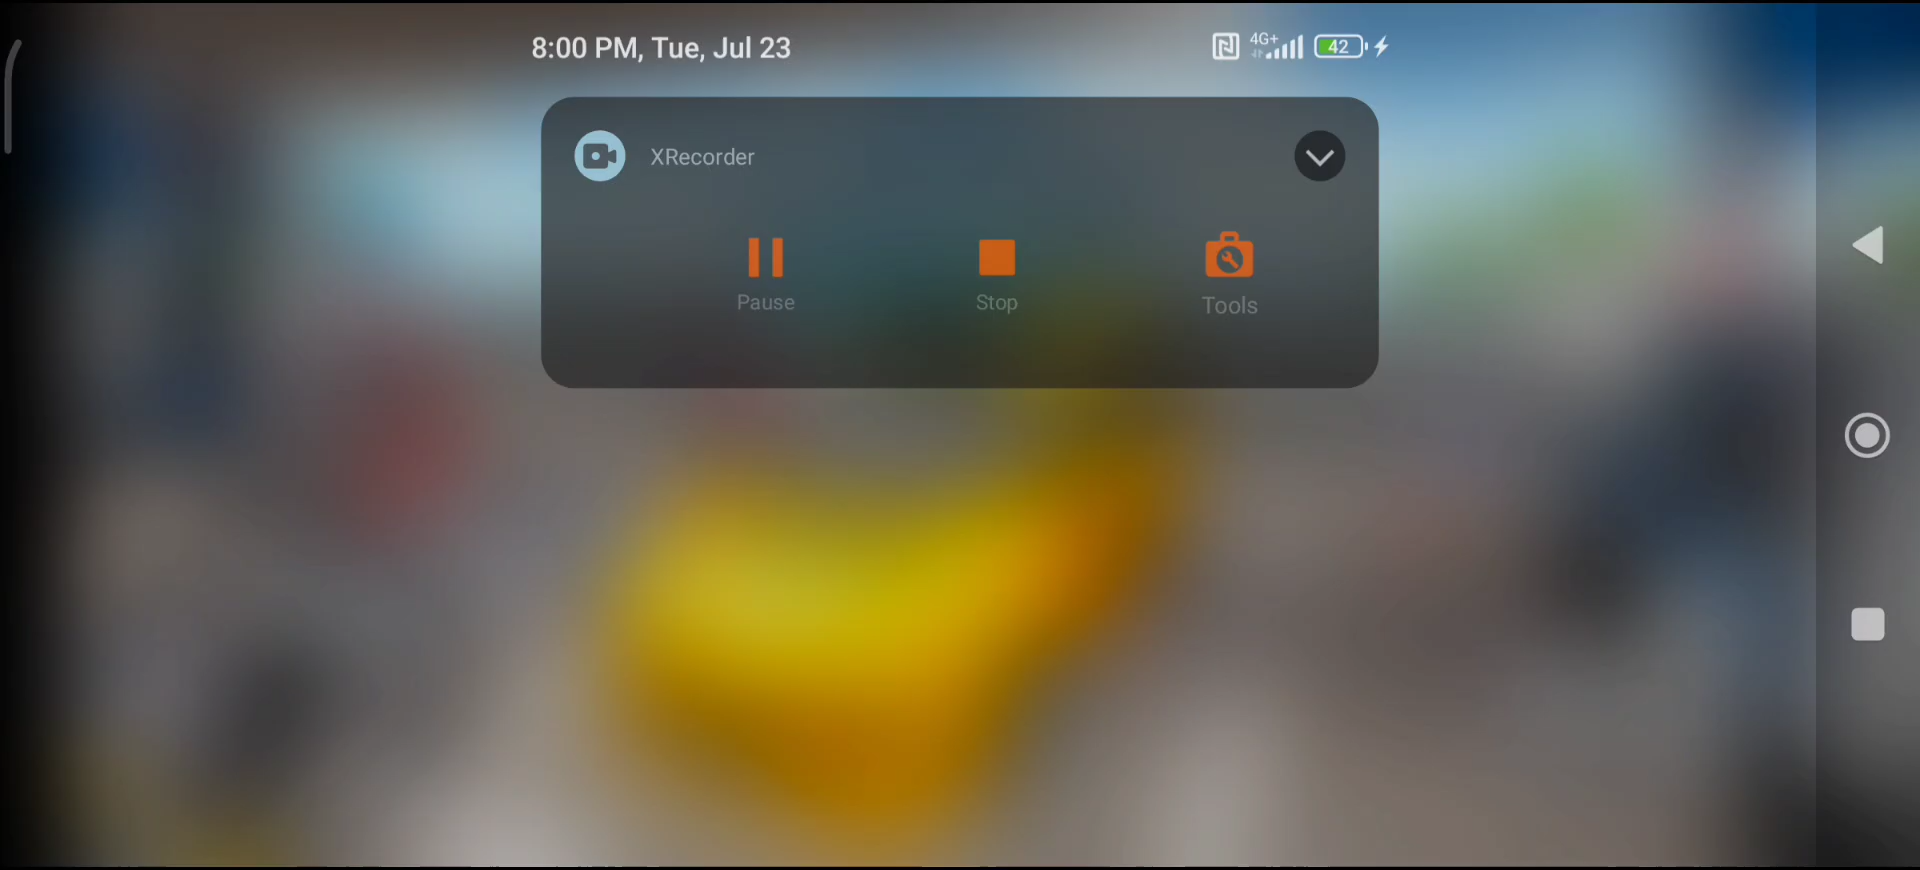 8:00 PM, Tue, Jul 23
4G+
42
XRecorder
Pause
Stop
Tools